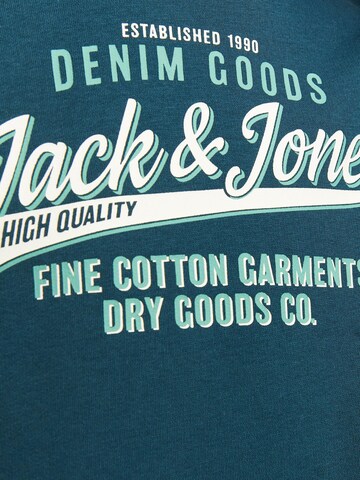 ESTABLISHED 1990
DENIM GOODS
Jack & Jone
HIGH QUALITY
FINE COTTON GARMENTS
DRY GOODS CO.